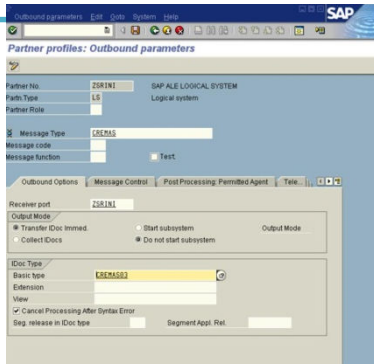 Outbound parameters Edit Goto System Help
SAP
Partner profiles: Outbound parameters
Partner No. ZSRINI SAP ALE LOGICAL SYSTEM
Partn.Type LS Logical system
Partner Role
Message Type CREMAS
Message code
Message function Test
Outbound Options Message Control Post Processing: Permitted Agent Tele...
Receiver port ZSRINI
Output Mode
Transfer IDoc Immed. Start subsystem Output Mode
Collect IDocs Do not start subsystem
IDoc Type
Basic type CREMAS03
Extension
View
Cancel Processing After Syntax Error
Seg. release in IDoc type Segment Appl. Rel.